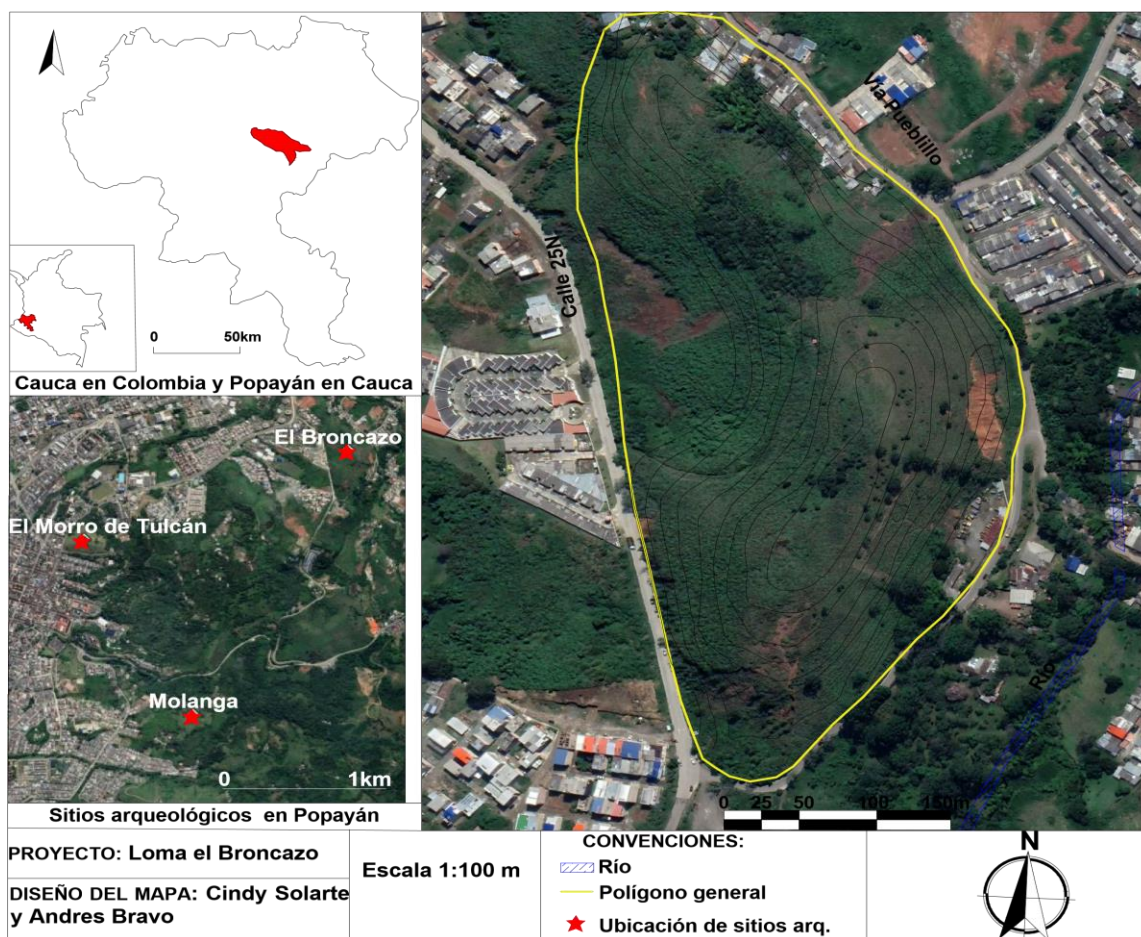 0 50km
Cauca en Colombia y Popayán en Cauca
El Broncazo
El Morro de Tulcán
Molanga
0 1km
Sitios arqueológicos en Popayán
Vía Pueblillo
Calle 25N
Río
0 25 50 100 150m
PROYECTO: Loma el Broncazo
DISEÑO DEL MAPA: Cindy Solarte
y Andres Bravo
Escala 1:100 m
CONVENCIONES:
Río
Polígono general
Ubicación de sitios arq.
N